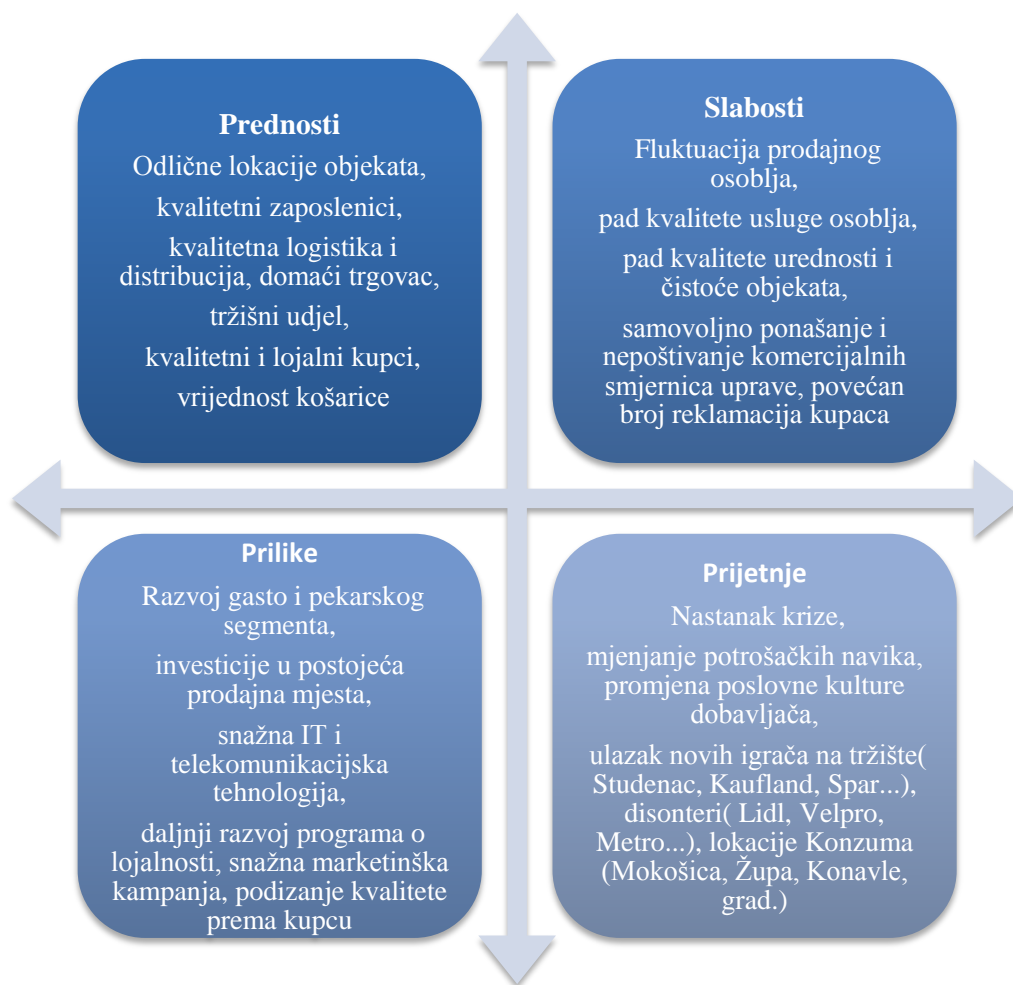 Prednosti
Odlične lokacije objekata,
kvalitetni zaposlenici,
kvalitetna logistika i
distribucija, domaći trgovac,
tržišni udjel,
kvalitetni i lojalni kupci,
vrijednost košarice
Slabosti
Fluktuacija prodajnog
osoblja,
pad kvalitete usluge osoblja,
pad kvalitete urednosti i
čistoće objekata,
samovoljno ponašanje i
nepoštivanje komercijalnih
smjernica uprave, povećan
broj reklamacija kupaca
Prilike
Razvoj gasto i pekarskog
segmenta,
investicije u postojeća
prodajna mjesta,
snažna IT i
telekomunikacijska
tehnologija,
daljnji razvoj programa o
lojalnosti, snažna marketinška
kampanja, podizanje kvalitete
prema kupcu
Prijetnje
Nastanak krize,
mjenjanje potrošačkih navika,
promjena poslovne kulture
dobavljača,
ulazak novih igrača na tržište(
Studenac, Kaufland, Spar...),
disonteri( Lidl, Velpro,
Metro...), lokacije Konzuma
(Mokošica, Župa, Konavle,
grad.)